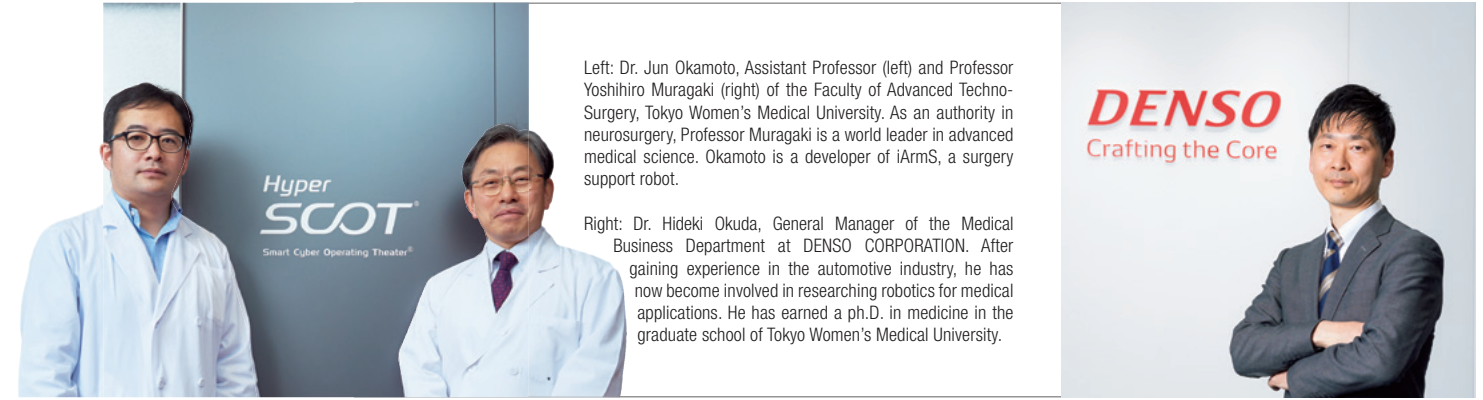 Hyper
SCOT®
Smart Cyber Operating Theater®
Left: Dr. Jun Okamoto, Assistant Professor (left) and Professor
Yoshihiro Muragaki (right) of the Faculty of Advanced Techno-
Surgery, Tokyo Women’s Medical University. As an authority in
neurosurgery, Professor Muragaki is a world leader in advanced
medical science. Okamoto is a developer of iArmS, a surgery
support robot.
Right: Dr. Hideki Okuda, General Manager of the Medical
Business Department at DENSO CORPORATION. After
gaining experience in the automotive industry, he has
now become involved in researching robotics for medical
applications. He has earned a ph.D. in medicine in the
graduate school of Tokyo Women’s Medical University.
DENSO
Crafting the Core